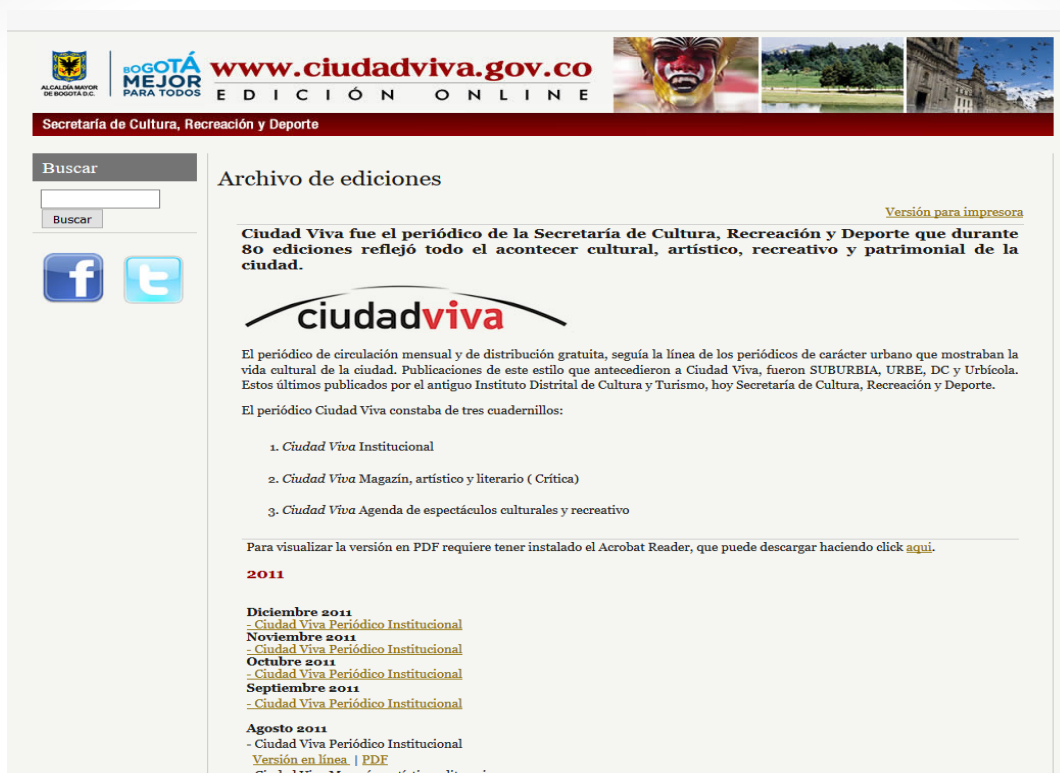 ALCALDÍA MAYOR
DE BOGOTÁ D.C.
BOGOTÁ
MEJOR
PARA TODOS
www.ciudadviva.gov.co
EDICIÓN ONLINE
Secretaría de Cultura, Recreación y Deporte
Buscar
Buscar
Archivo de ediciones
Versión para impresora
Ciudad Viva fue el periódico de la Secretaría de Cultura, Recreación y Deporte que durante
80 ediciones reflejó todo el acontecer cultural, artístico, recreativo y patrimonial de la
ciudad.
ciudadviva
El periódico de circulación mensual y de distribución gratuita, seguía la línea de los periódicos de carácter urbano que mostraban la
vida cultural de la ciudad. Publicaciones de este estilo que antecedieron a Ciudad Viva, fueron SUBURBIA, URBE, DC y Urbícola.
Estos últimos publicados por el antiguo Instituto Distrital de Cultura y Turismo, hoy Secretaría de Cultura, Recreación y Deporte.
El periódico Ciudad Viva constaba de tres cuadernillos:
1. Ciudad Viva Institucional
2. Ciudad Viva Magazín, artístico y literario ( Crítica)
3. Ciudad Viva Agenda de espectáculos culturales y recreativo
Para visualizar la versión en PDF requiere tener instalado el Acrobat Reader, que puede descargar haciendo click aqui.
2011
Diciembre 2011
- Ciudad Viva Periódico Institucional
Noviembre 2011
- Ciudad Viva Periódico Institucional
Octubre 2011
- Ciudad Viva Periódico Institucional
Septiembre 2011
- Ciudad Viva Periódico Institucional
Agosto 2011
- Ciudad Viva Periódico Institucional
Versión en línea | PDF